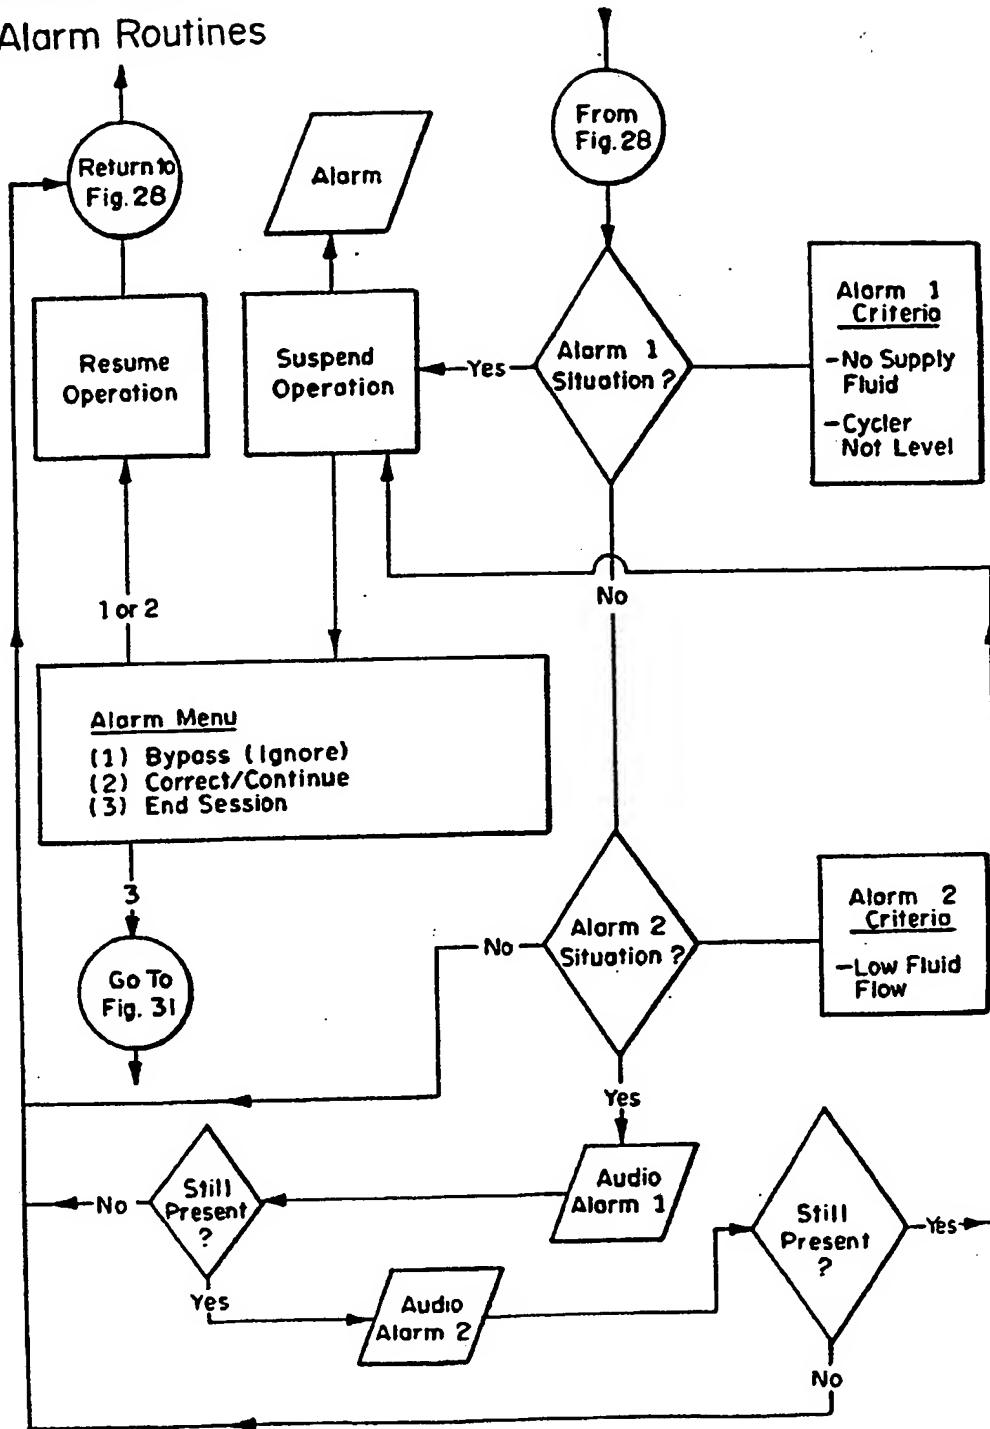 Alarm Routines
From
Fig. 28
Return to
Fig. 28
Alarm
Resume
Operation
Suspend
Operation
Yes
Alarm 1
Situation ?
Alarm 1
Criteria
-No Supply
Fluid
-Cycler
Not Level
1 or 2
No
Alarm Menu
(1) Bypass (Ignore)
(2) Correct/Continue
(3) End Session
3
Go To
Fig. 31
No
Alarm 2
Situation ?
Alarm 2
Criteria
-Low Fluid
Flow
Yes
No
Still
Present
?
Audio
Alarm 1
Still
Present
?
Yes
Yes
Audio
Alarm 2
No